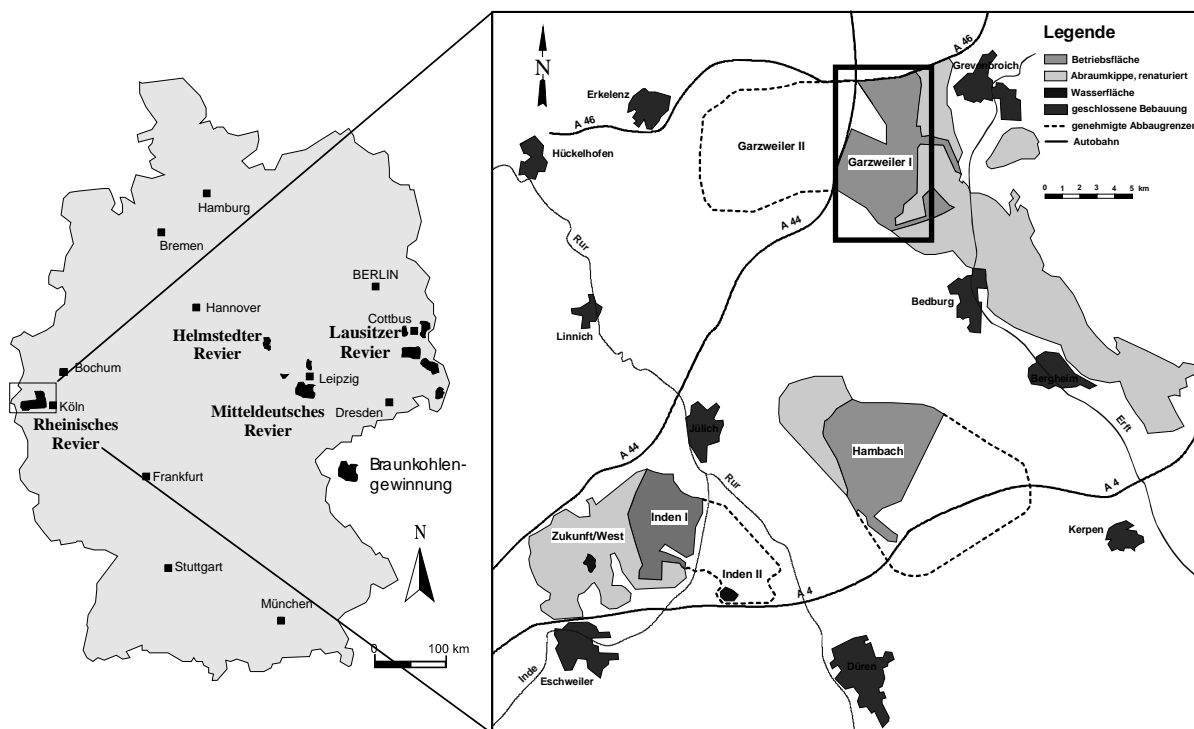 Hamburg
Bremen
BERLIN
Hannover
Cottbus
Helmstedter
Revier
Lausitzer
Revier
Bochum
Leipzig
Köln
Dresden
Mitteldeutsches
Revier
Rheinisches
Revier
Frankfurt
Braunkohlen-
gewinnung
N
Stuttgart
München
0 100 km
N
A 46
A 46
Erkelenz
A 46
Hückelhofen
Garzweiler II
Garzweiler I
Grevenbroich
Legende
Betriebsfläche
Abraumkippe, renaturiert
Wasserfläche
geschlossene Bebauung
genehmigte Abbaugrenzen
Autobahn
0 1 2 3 4 5 km
A 44
Rur
Linnich
Bedburg
Bergheim
Jülich
Hambach
Erft
A 44
Rur
A 4
Inden I
Zukunft/West
Inden II
Kerpen
A 4
Inde
Eschweiler
Düren